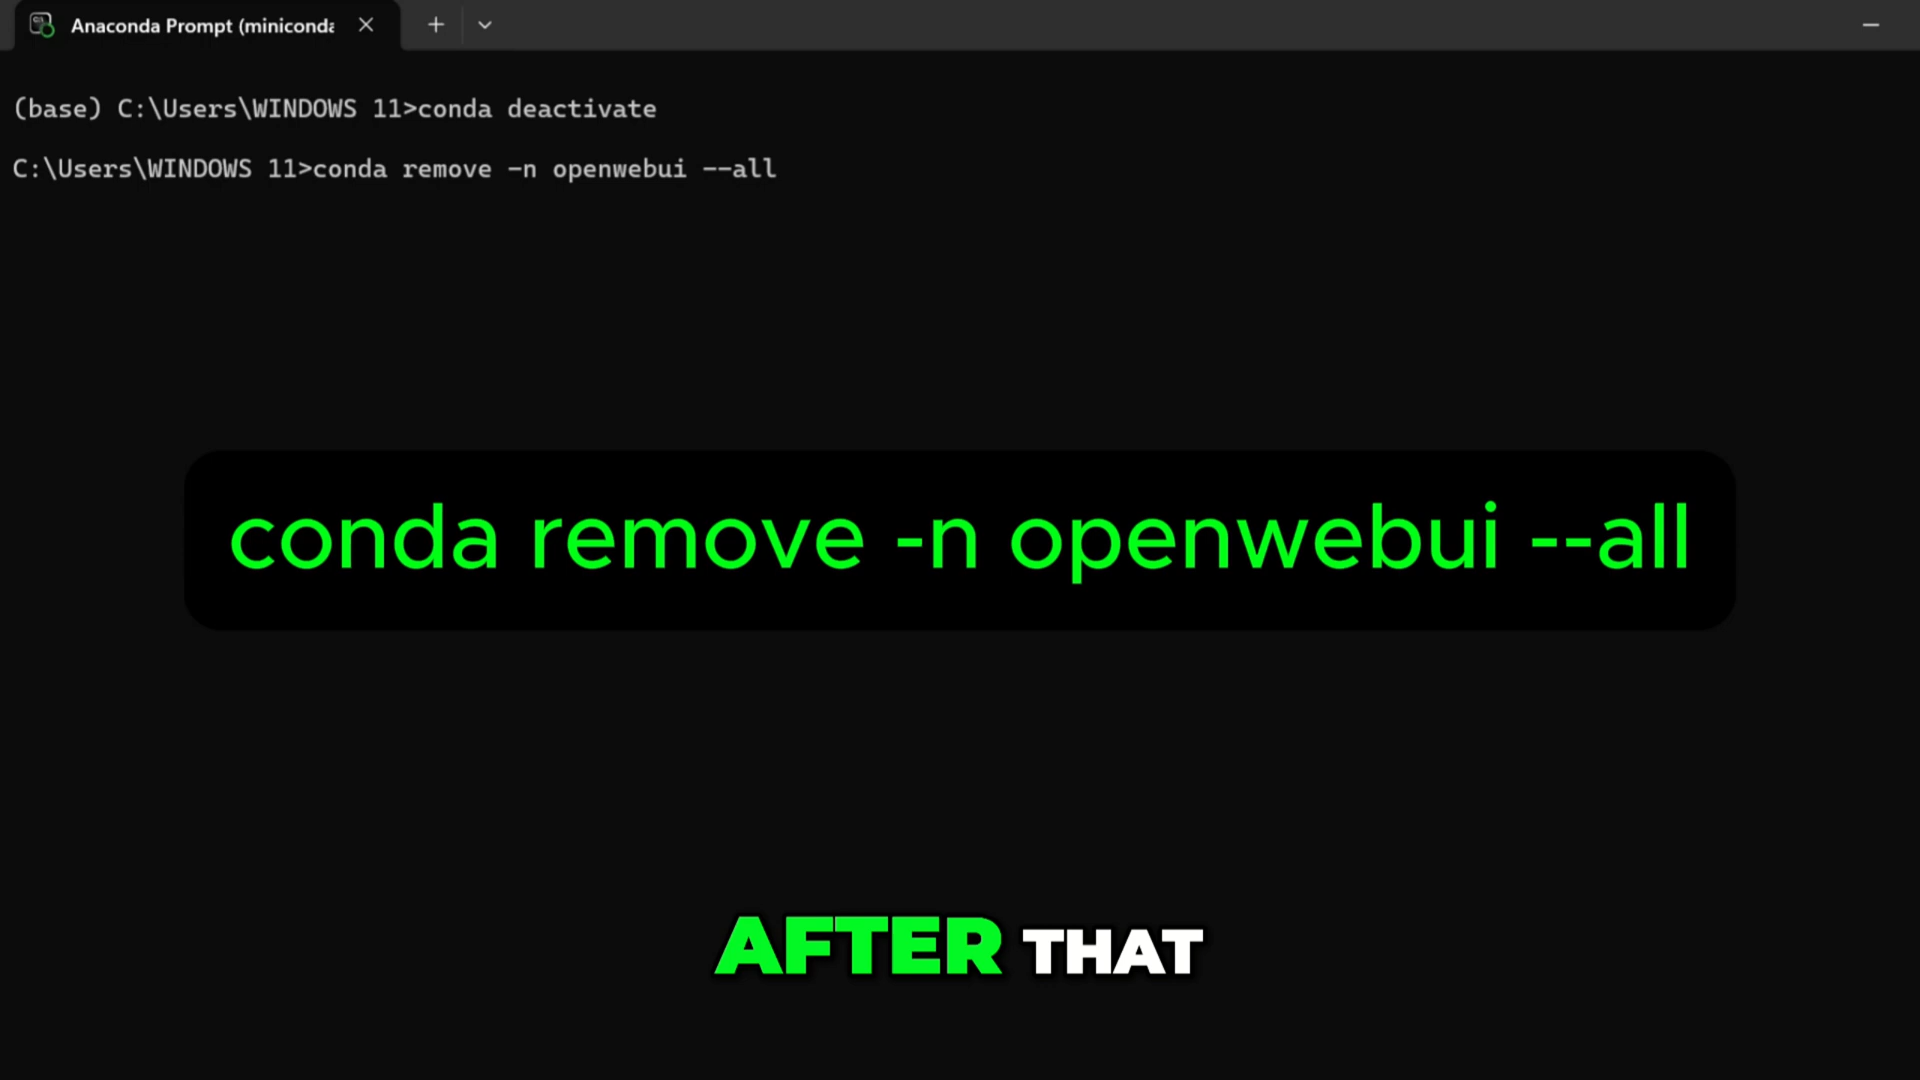 Anaconda Prompt (miniconda
(base) C:\Users\WINDOWS 11>conda deactivate
C:\Users\WINDOWS 11>conda remove -n openwebui --all
conda remove -n openwebui --all
AFTER THAT